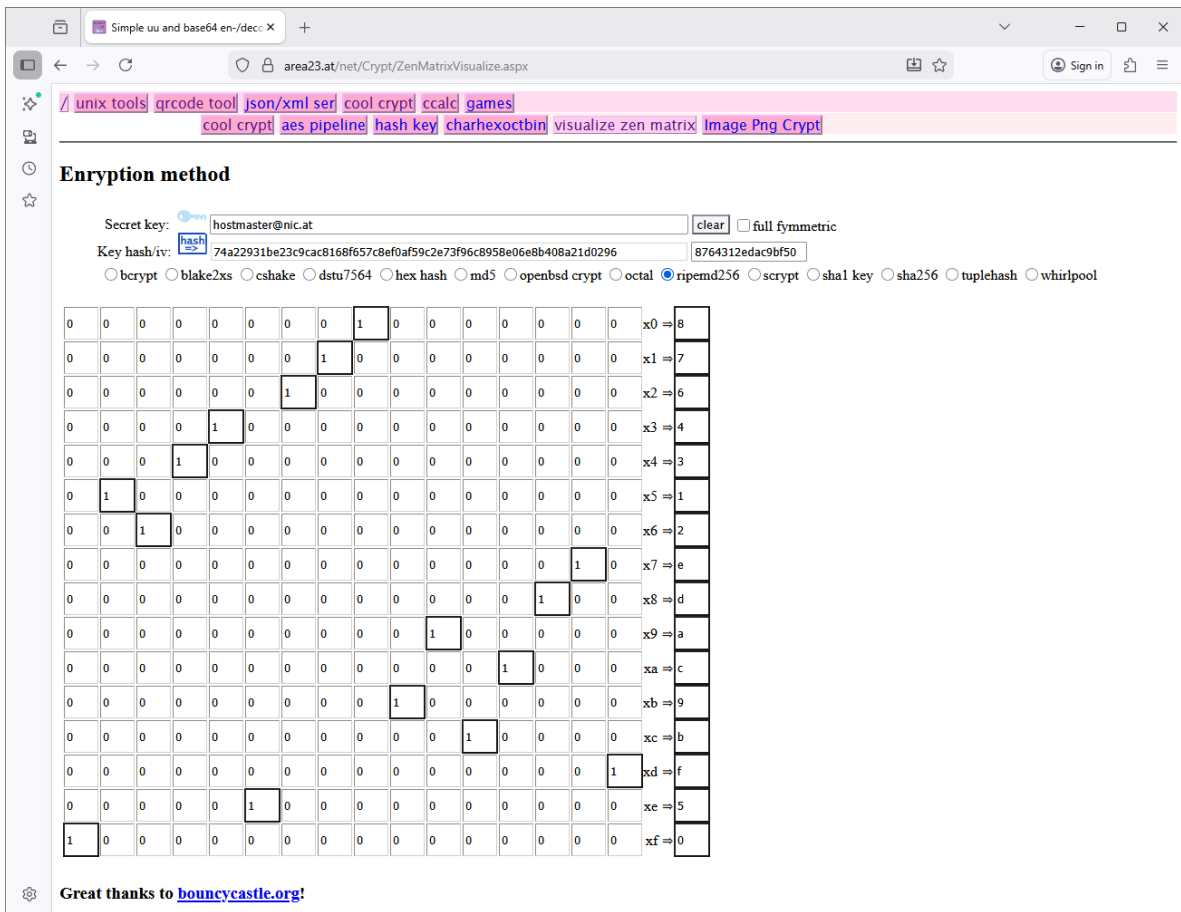 Simple uu and base64 en-/deco
area23.at/net/Crypt/ZenMatrixVisualize.aspx
Sign in
/ unix tools qrcode tool json/xml ser cool crypt ccalc games
cool crypt aes pipeline hash key charhexoctbin visualize zen matrix Image Png Crypt
Enryption method
Secret key: hostmaster@nic.at clear full fymmetric
Key hash/iv: hash => 74a22931be23c9cac8168f657c8ef0af59c2e73f96c8958e06e8b408a21d0296 8764312edac9bf50
bcrypt blake2xs cshake dstu7564 hex hash md5 openbsd crypt octal ripemd256 scrypt sha1 key sha256 tuplehash whirlpool
0 0 0 0 0 0 0 0 1 0 0 0 0 0 0 0 x0 ⇒ 8
0 0 0 0 0 0 0 1 0 0 0 0 0 0 0 0 x1 ⇒ 7
0 0 0 0 0 0 1 0 0 0 0 0 0 0 0 0 x2 ⇒ 6
0 0 0 0 1 0 0 0 0 0 0 0 0 0 0 0 x3 ⇒ 4
0 0 0 1 0 0 0 0 0 0 0 0 0 0 0 0 x4 ⇒ 3
0 1 0 0 0 0 0 0 0 0 0 0 0 0 0 0 x5 ⇒ 1
0 0 1 0 0 0 0 0 0 0 0 0 0 0 0 0 x6 ⇒ 2
0 0 0 0 0 0 0 0 0 0 0 0 0 0 1 0 x7 ⇒ e
0 0 0 0 0 0 0 0 0 0 0 0 0 1 0 0 x8 ⇒ d
0 0 0 0 0 0 0 0 0 0 1 0 0 0 0 0 x9 ⇒ a
0 0 0 0 0 0 0 0 0 0 0 0 1 0 0 0 xa ⇒ c
0 0 0 0 0 0 0 0 0 1 0 0 0 0 0 0 xb ⇒ 9
0 0 0 0 0 0 0 0 0 0 0 1 0 0 0 0 xc ⇒ b
0 0 0 0 0 0 0 0 0 0 0 0 0 0 0 1 xd ⇒ f
0 0 0 0 0 1 0 0 0 0 0 0 0 0 0 0 xe ⇒ 5
1 0 0 0 0 0 0 0 0 0 0 0 0 0 0 0 xf ⇒ 0
Great thanks to bouncycastle.org!